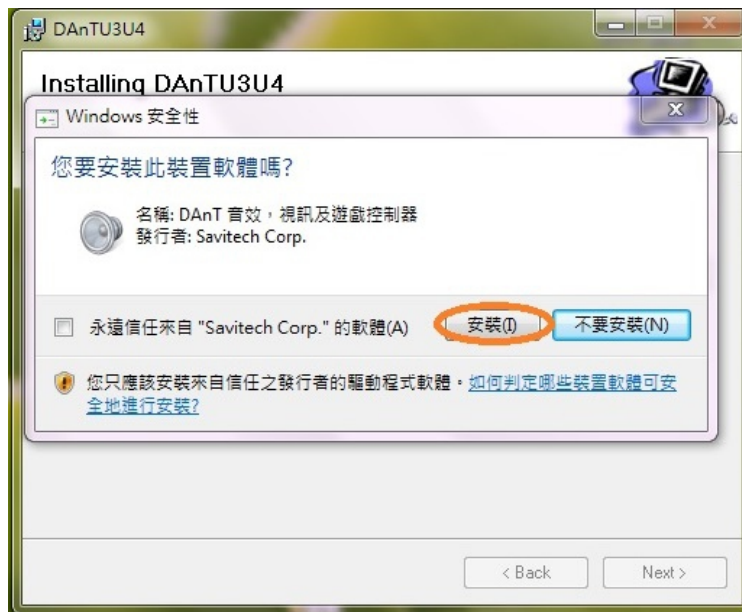 DAnTU3U4
Installing DAnTU3U4
Windows 安全性
您要安裝此裝置軟體嗎?
名稱: DAnT 音效，視訊及遊戲控制器
發行者: Savitech Corp.
永遠信任來自 "Savitech Corp." 的軟體(A)
安裝(I)
不要安裝(N)
您只應該安裝來自信任之發行者的驅動程式軟體。如何判定哪些裝置軟體可安
全地進行安裝?
< Back
Next >